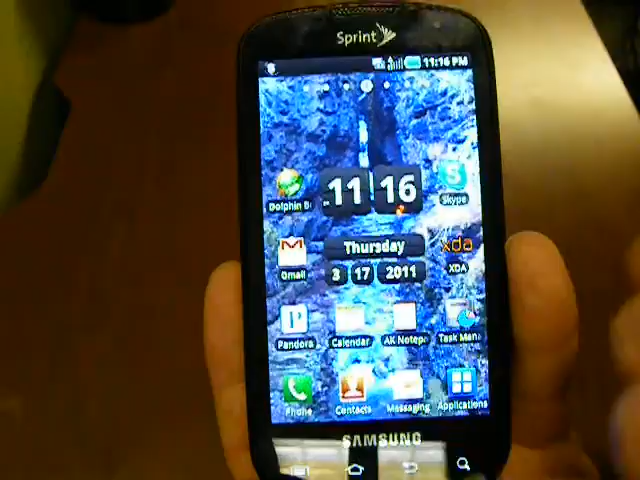 Sprint
11:16 PM
Dolphin B
11 16
Skype
Gmail
Thursday
3 17 2011
xda
XDA
Pandora
Calendar
AK Notep
Task Man
Phone
Contacts
Messaging
Applications
SAMSUNG